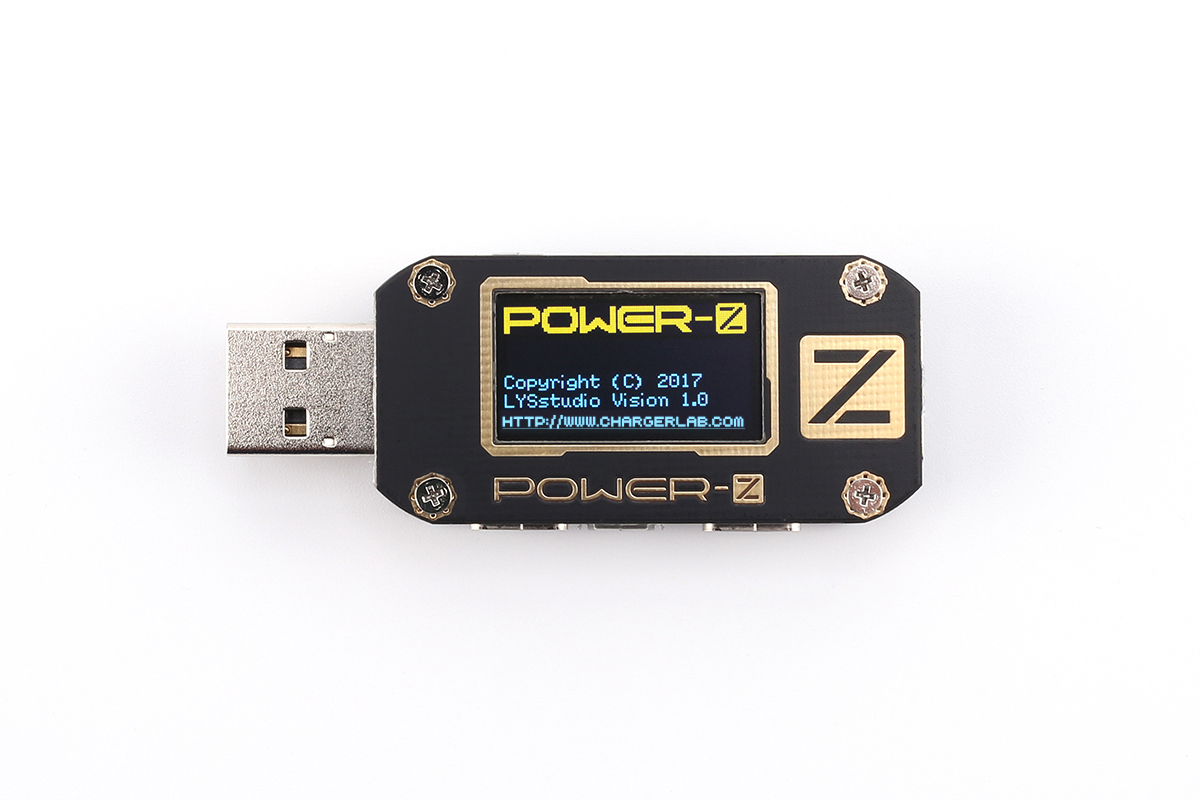 POWER-Z
Copyright (C) 2017
LYSstudio Vision 1.0
HTTP://WWW.CHARGERLAB.COM
Z
POWER-Z